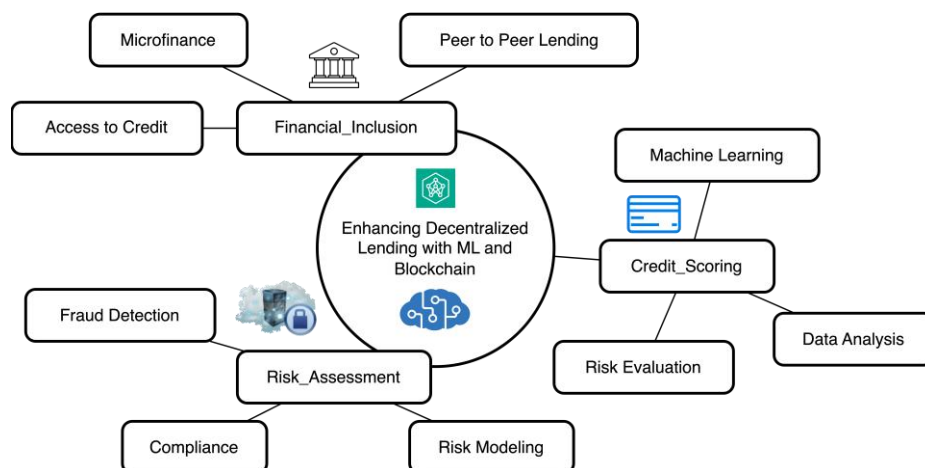 Microfinance
Peer to Peer Lending
Access to Credit
Financial_Inclusion
Machine Learning
Enhancing Decentralized
Lending with ML and
Blockchain
Credit_Scoring
Fraud Detection
Data Analysis
Risk Evaluation
Risk_Assessment
Compliance
Risk Modeling